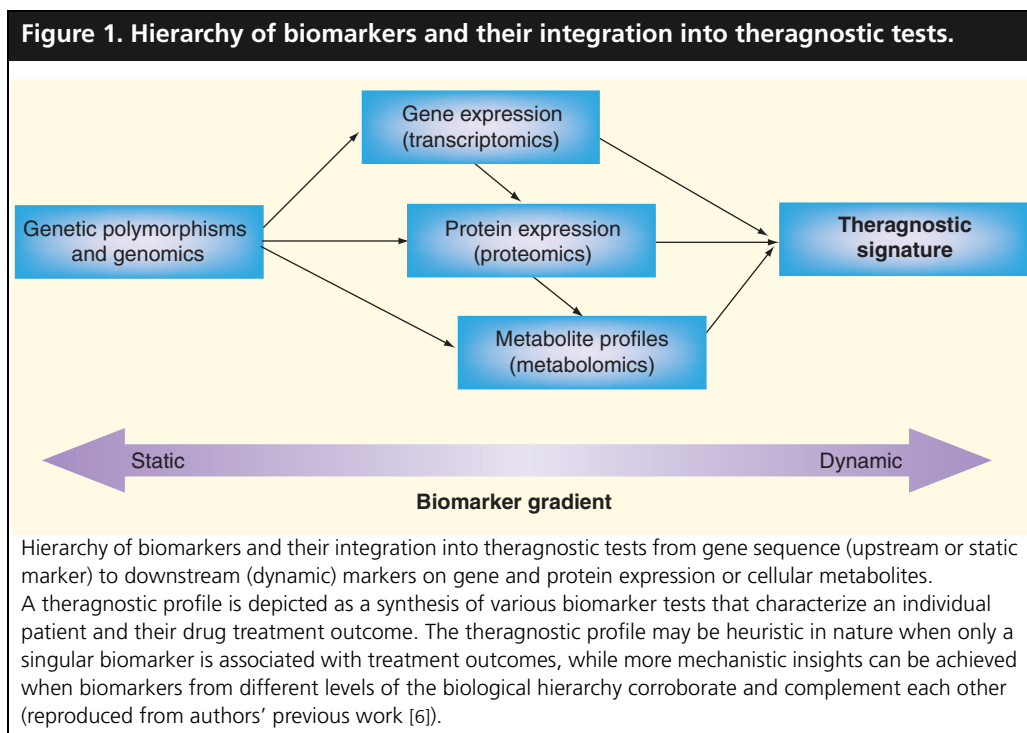 Figure 1. Hierarchy of biomarkers and their integration into theragnostic tests.
Gene expression
(transcriptomics)
Genetic polymorphisms
and genomics
Protein expression
(proteomics)
Theragnostic
signature
Metabolite profiles
(metabolomics)
Static
Dynamic
Biomarker gradient
Hierarchy of biomarkers and their integration into theragnostic tests from gene sequence (upstream or static
marker) to downstream (dynamic) markers on gene and protein expression or cellular metabolites.
A theragnostic profile is depicted as a synthesis of various biomarker tests that characterize an individual
patient and their drug treatment outcome. The theragnostic profile may be heuristic in nature when only a
singular biomarker is associated with treatment outcomes, while more mechanistic insights can be achieved
when biomarkers from different levels of the biological hierarchy corroborate and complement each other
(reproduced from authors’ previous work [6]).